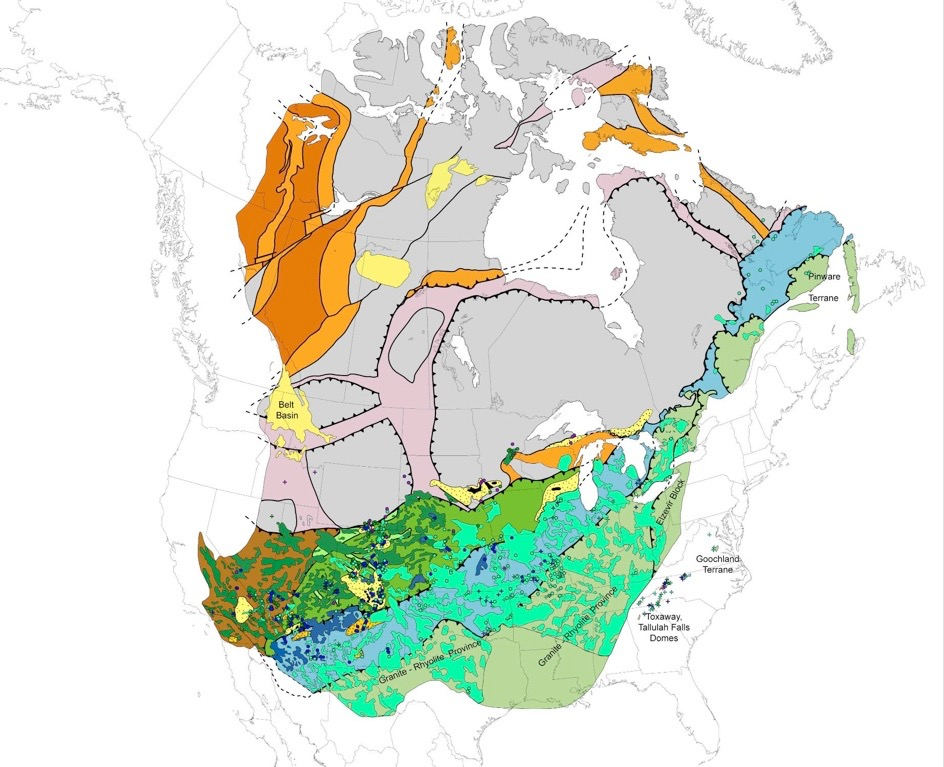 Pinware
Terrane
Belt
Basin
Elzevir Block
Goochland
Terrane
Toxaway,
Tallulah Falls
Domes
Granite - Rhyolite Province
Granite - Rhyolite Province